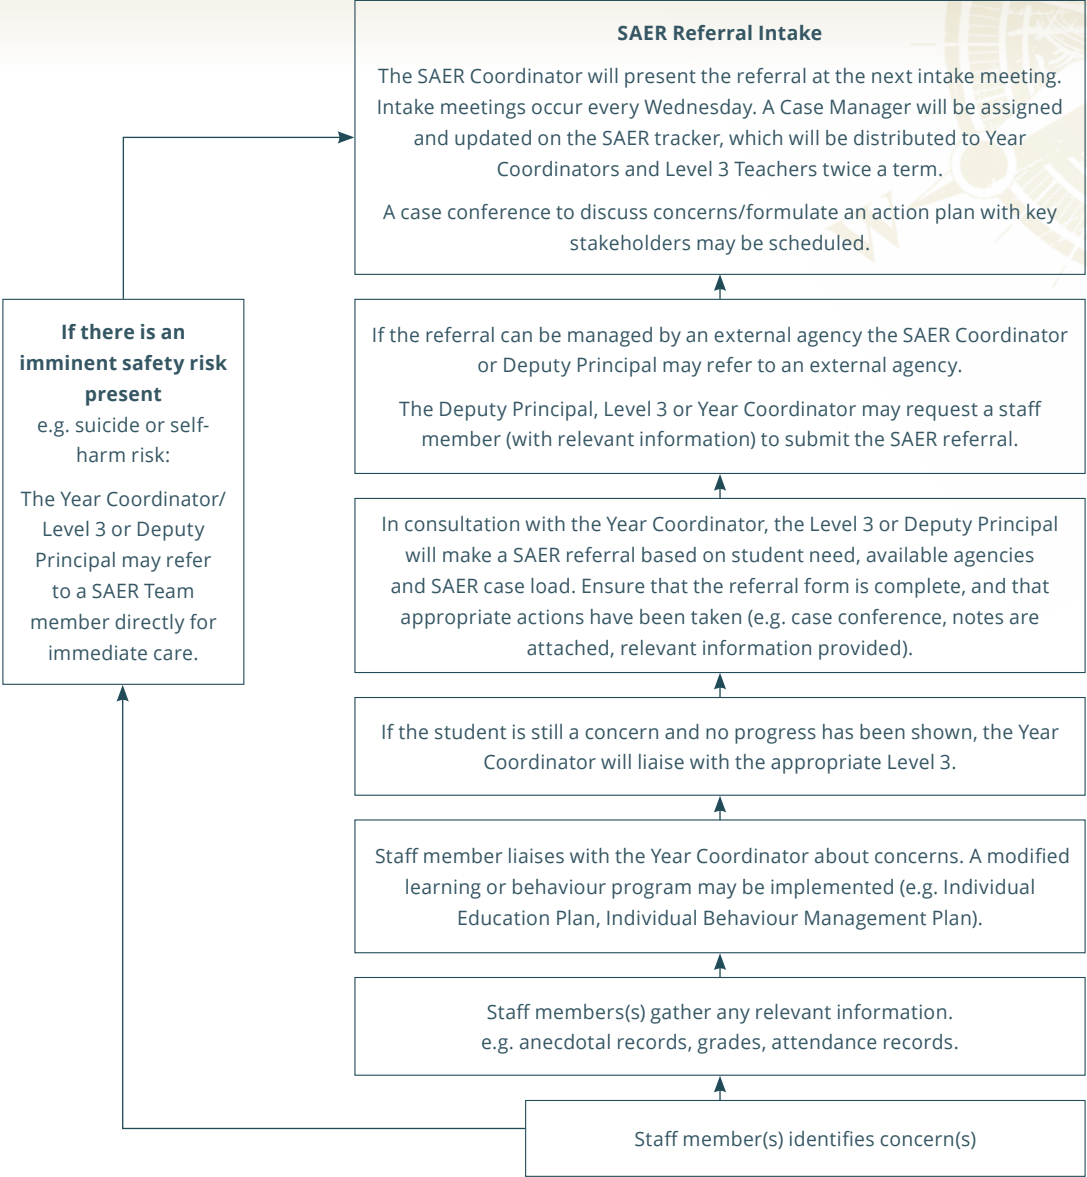 SAER Referral Intake
The SAER Coordinator will present the referral at the next intake meeting.
Intake meetings occur every Wednesday. A Case Manager will be assigned
and updated on the SAER tracker, which will be distributed to Year
Coordinators and Level 3 Teachers twice a term.
A case conference to discuss concerns/formulate an action plan with key
stakeholders may be scheduled.
W
If there is an
imminent safety risk
present
e.g. suicide or self-
harm risk:
The Year Coordinator/
Level 3 or Deputy
Principal may refer
to a SAER Team
member directly for
immediate care.
If the referral can be managed by an external agency the SAER Coordinator
or Deputy Principal may refer to an external agency.
The Deputy Principal, Level 3 or Year Coordinator may request a staff
member (with relevant information) to submit the SAER referral.
In consultation with the Year Coordinator, the Level 3 or Deputy Principal
will make a SAER referral based on student need, available agencies
and SAER case load. Ensure that the referral form is complete, and that
appropriate actions have been taken (e.g. case conference, notes are
attached, relevant information provided).
If the student is still a concern and no progress has been shown, the Year
Coordinator will liaise with the appropriate Level 3.
Staff member liaises with the Year Coordinator about concerns. A modified
learning or behaviour program may be implemented (e.g. Individual
Education Plan, Individual Behaviour Management Plan).
Staff members(s) gather any relevant information.
e.g. anecdotal records, grades, attendance records.
Staff member(s) identifies concern(s)